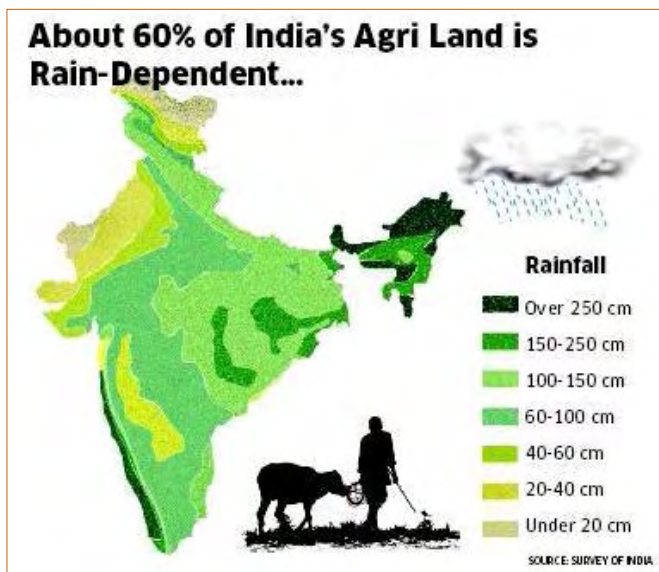 About 60% of India's Agri Land is
Rain-Dependent...
Rainfall
Over 250 cm
150-250 cm
100-150 cm
60-100 cm
40-60 cm
20-40 cm
Under 20 cm
SOURCE: SURVEY OF INDIA